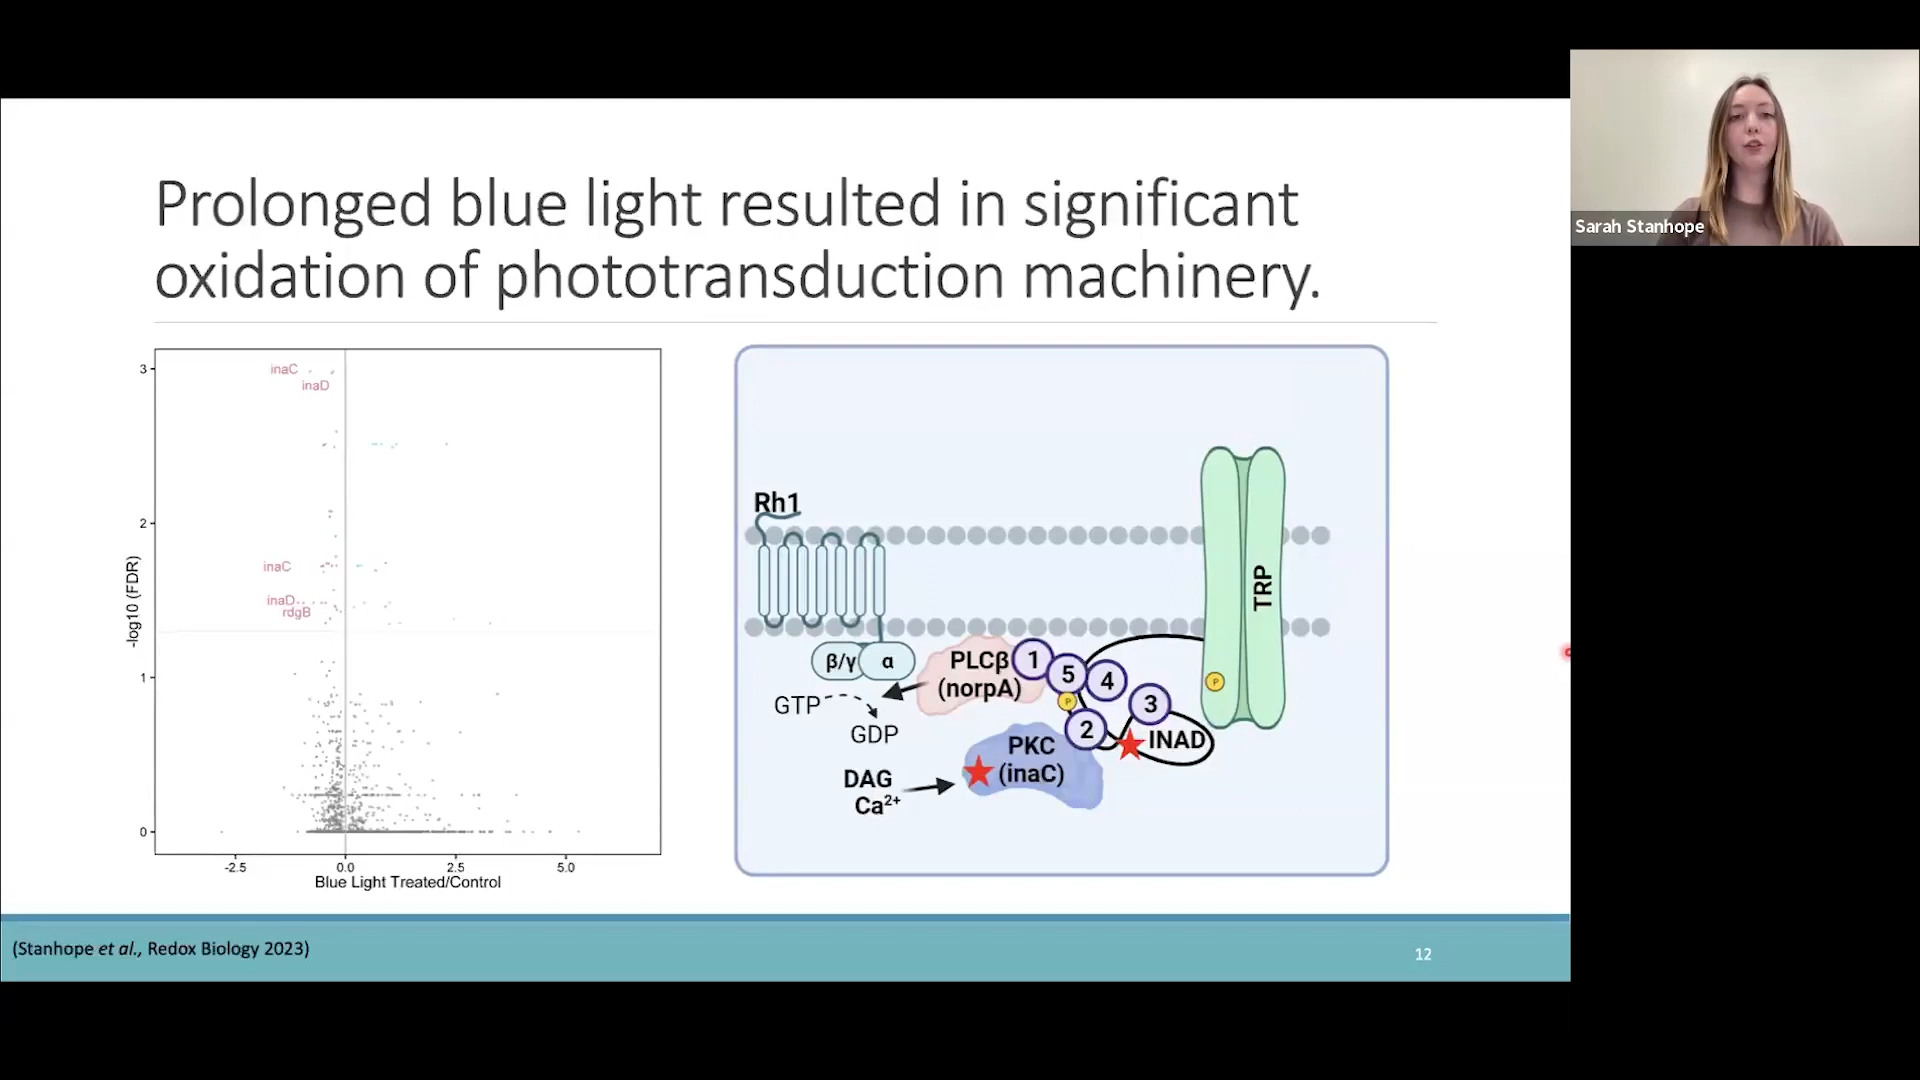 Prolonged blue light resulted in significant
oxidation of phototransduction machinery.
Sarah Stanhope
3
2
1
0
-log10 (FDR)
inaC
inaD
inaC
inaD
rdgB
-2.5 0.0 2.5 5.0
Blue Light Treated/Control
Rh1
TRP
β/γ α
PLCβ
(norpA)
1
5
4
3
2
P
P
GTP
GDP
PKC
(inaC)
INAD
DAG
Ca²⁺
(Stanhope et al., Redox Biology 2023)
12